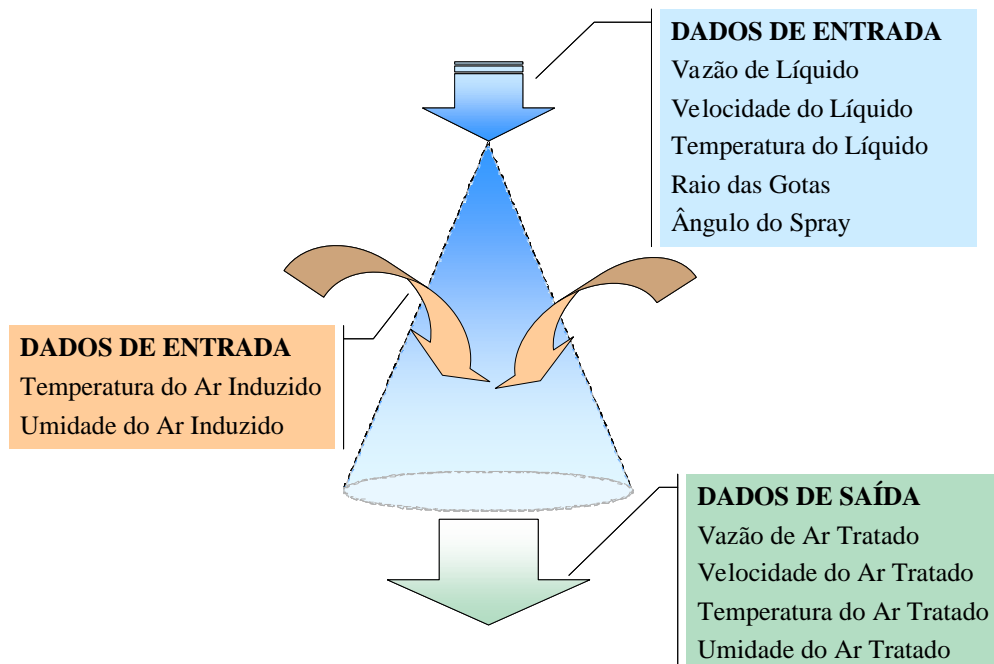 DADOS DE ENTRADA
Vazão de Líquido
Velocidade do Líquido
Temperatura do Líquido
Raio das Gotas
Ângulo do Spray
DADOS DE ENTRADA
Temperatura do Ar Induzido
Umidade do Ar Induzido
DADOS DE SAÍDA
Vazão de Ar Tratado
Velocidade do Ar Tratado
Temperatura do Ar Tratado
Umidade do Ar Tratado